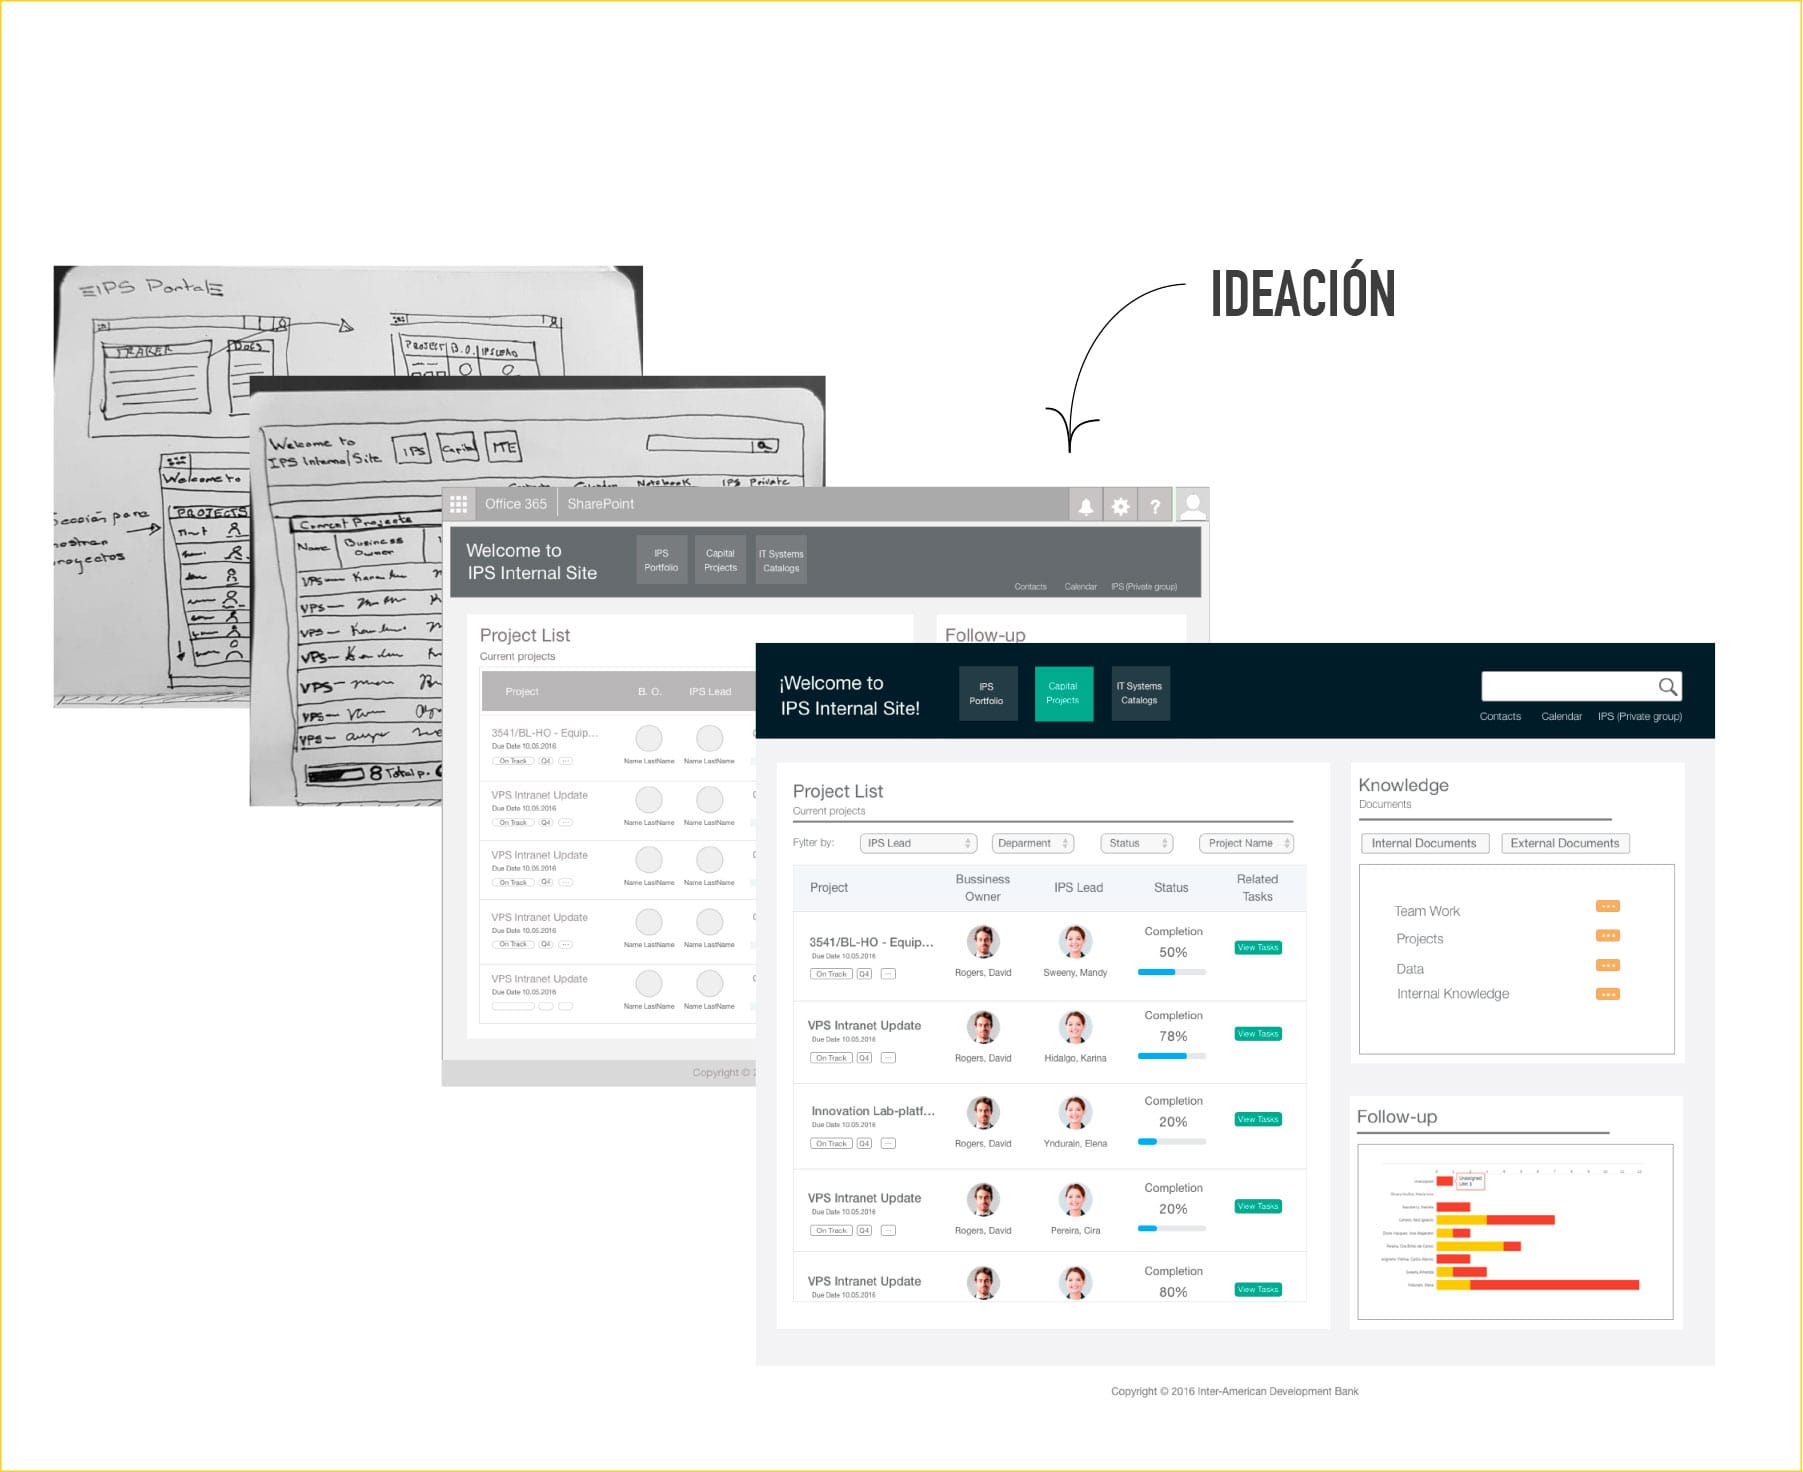 IDEACIÓN
IPS Portal
TRAKER
DOCS
PROJECT B.O. IPS LEAD
Welcome to
PROJECTS
Sección para
mostrar
proyectos
Welcome to
IPS Internal Site
IPS
Capital
ITE
Contacts Calendar Notebook IPS Private
Current Projects
Name
Business
Owner
VPS
VPS
VPS
VPS
VPS
VPS
VPS
8 Total p.
Office 365
SharePoint
?
Welcome to
IPS Internal Site
IPS
Portfolio
Capital
Projects
IT Systems
Catalogs
Contacts
Calendar
IPS (Private group)
Project List
Current projects
Follow-up
Project
B. O.
IPS Lead
3541/BL-HO - Equip...
Due Date 10.05.2016
On Track Q4 ...
Name LastName Name LastName
VPS Intranet Update
Due Date 10.05.2016
On Track Q4 ...
Name LastName Name LastName
VPS Intranet Update
Due Date 10.05.2016
On Track Q4 ...
Name LastName Name LastName
VPS Intranet Update
Due Date 10.05.2016
On Track Q4 ...
Name LastName Name LastName
VPS Intranet Update
Due Date 10.05.2016
Name LastName Name LastName
Copyright ©
¡Welcome to
IPS Internal Site!
IPS
Portfolio
Capital
Projects
IT Systems
Catalogs
Contacts
Calendar
IPS (Private group)
Project List
Current projects
Fylter by:
IPS Lead
Deparment
Status
Project Name
Project
Bussiness
Owner
IPS Lead
Status
Related
Tasks
3541/BL-HO - Equip...
Due Date 10.05.2016
On Track Q4 ...
Rogers, David
Sweeny, Mandy
Completion
50%
View Tasks
VPS Intranet Update
Due Date 10.05.2016
On Track Q4 ...
Rogers, David
Hidalgo, Karina
Completion
78%
View Tasks
Innovation Lab-platf...
Due Date 10.05.2016
On Track Q4 ...
Rogers, David
Yndurain, Elena
Completion
20%
View Tasks
VPS Intranet Update
Due Date 10.05.2016
On Track Q4 ...
Rogers, David
Pereira, Cira
Completion
20%
View Tasks
VPS Intranet Update
Due Date 10.05.2016
Completion
80%
View Tasks
Knowledge
Documents
Internal Documents
External Documents
Team Work
Projects
Data
Internal Knowledge
Follow-up
Unassigned
Unassigned
Copyright © 2016 Inter-American Development Bank